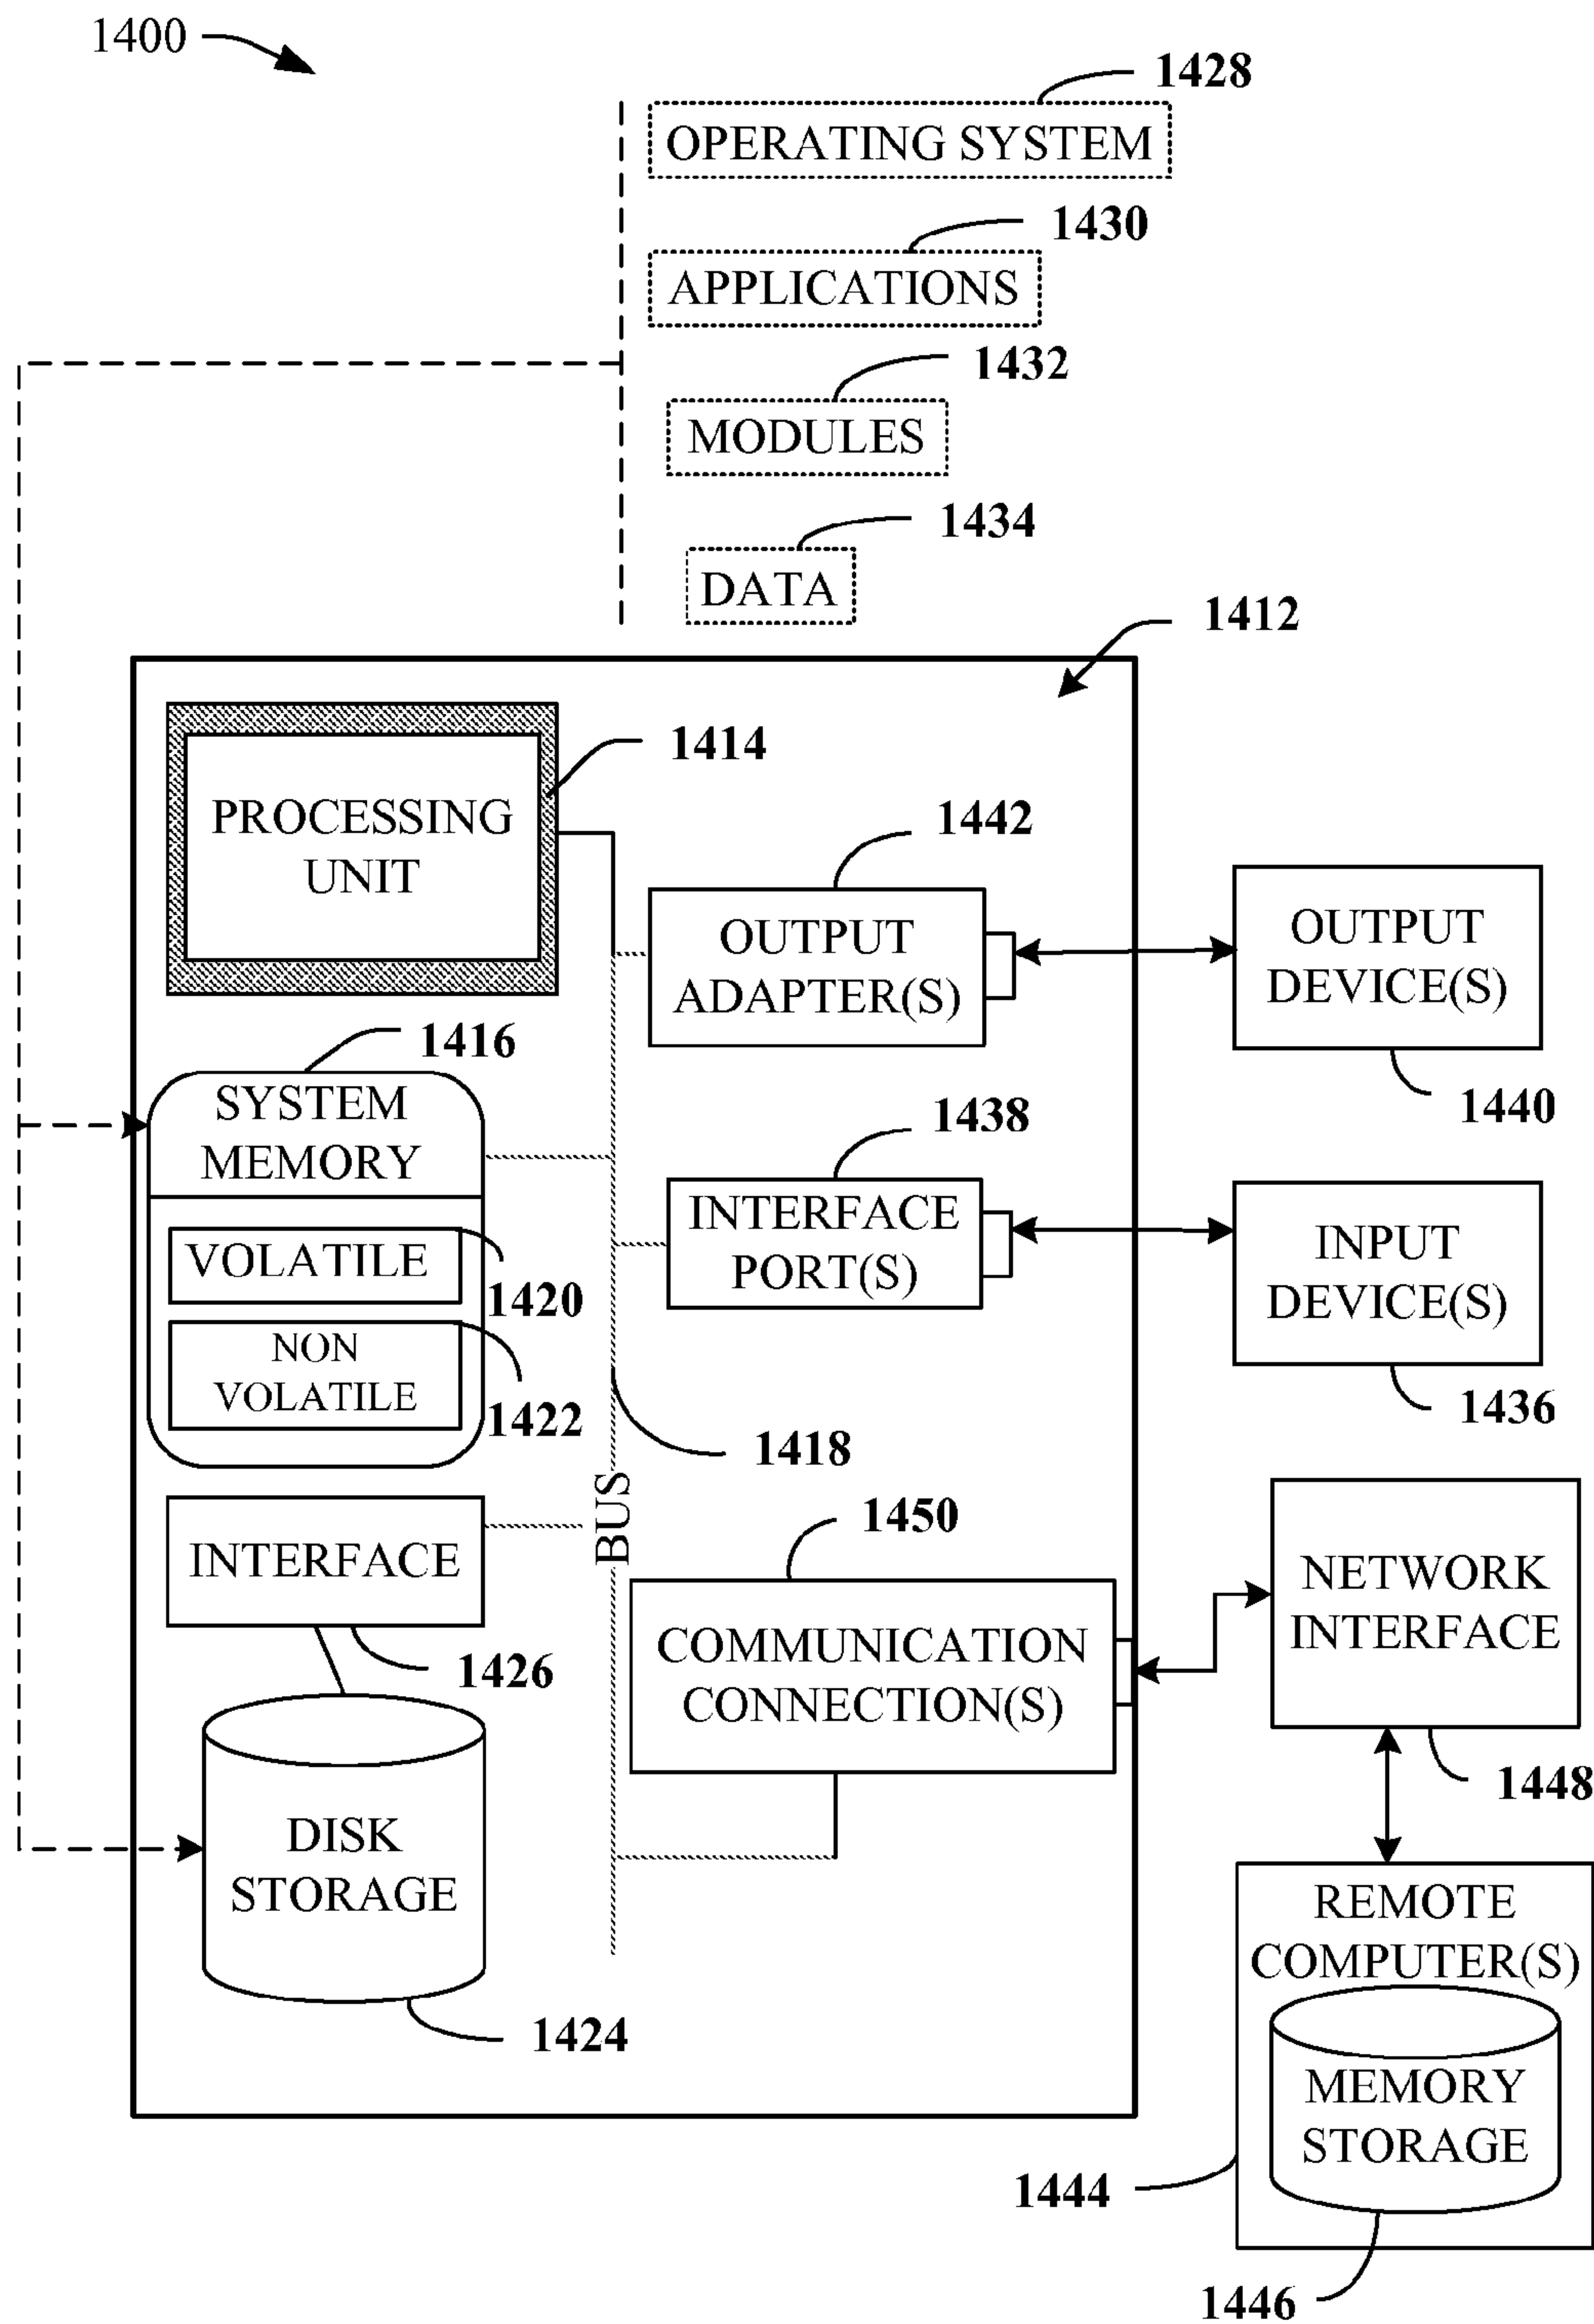 1400
1428
OPERATING SYSTEM
1430
APPLICATIONS
1432
MODULES
1434
DATA
1412
1414
PROCESSING
UNIT
1442
OUTPUT
ADAPTER(S)
OUTPUT
DEVICE(S)
1440
1416
SYSTEM
MEMORY
VOLATILE
1420
NON
VOLATILE
1422
1438
INTERFACE
PORT(S)
INPUT
DEVICE(S)
1436
1418
BUS
INTERFACE
1426
1450
COMMUNICATION
CONNECTION(S)
NETWORK
INTERFACE
1448
DISK
STORAGE
1424
REMOTE
COMPUTER(S)
MEMORY
STORAGE
1444
1446